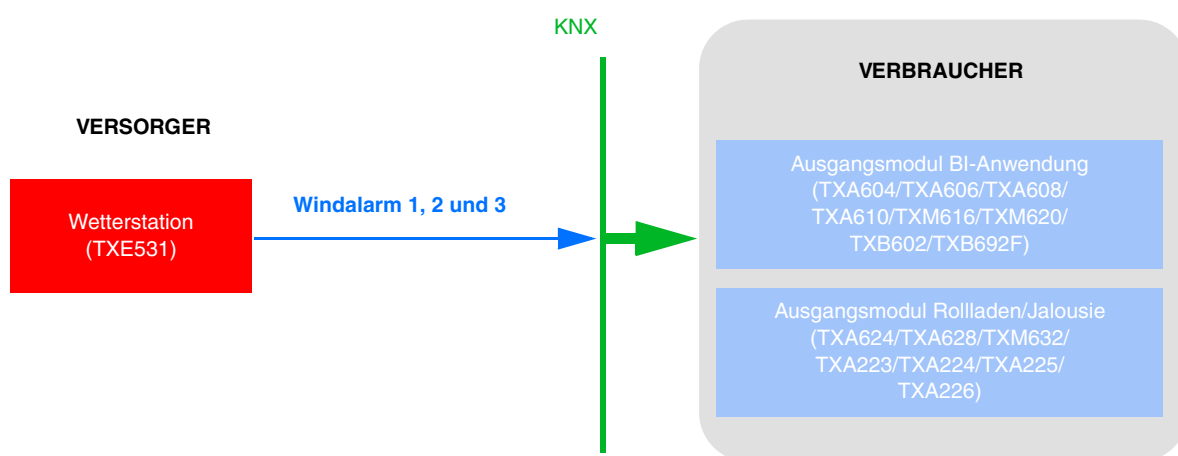 KNX
VERSORGER
Wetterstation
(TXE531)
Windalarm 1, 2 und 3
VERBRAUCHER
Ausgangsmodul BI-Anwendung
(TXA604/TXA606/TXA608/
TXA610/TXM616/TXM620/
TXB602/TXB692F)
Ausgangsmodul Rollladen/Jalousie
(TXA624/TXA628/TXM632/
TXA223/TXA224/TXA225/
TXA226)